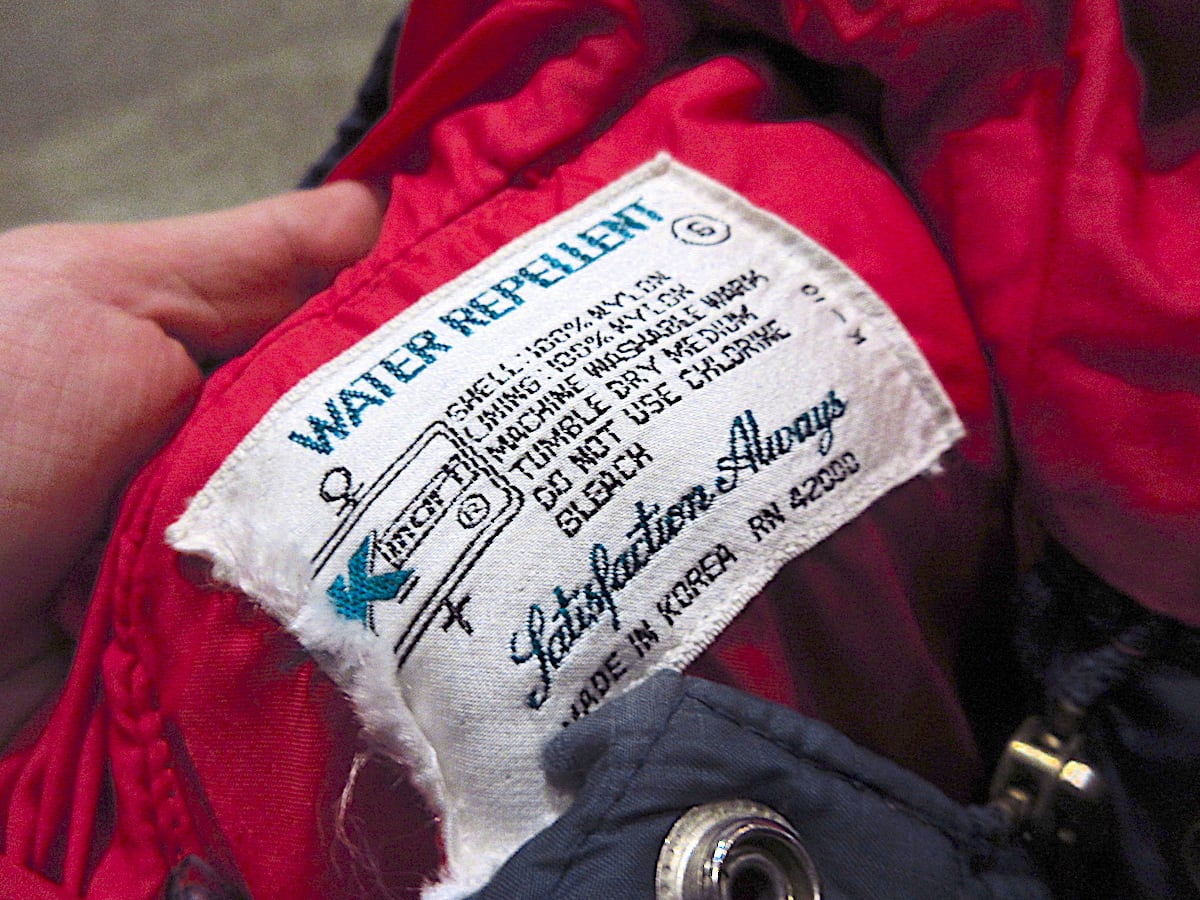 WATER REPELLENT 6
SHELL: 100% NYLON
LINING: 100% NYLON
MACHINE WASHABLE WARM
TUMBLE DRY MEDIUM
DO NOT USE CHLORINE
BLEACH
Kmart ®
Satisfaction Always
MADE IN KOREA RN 42000